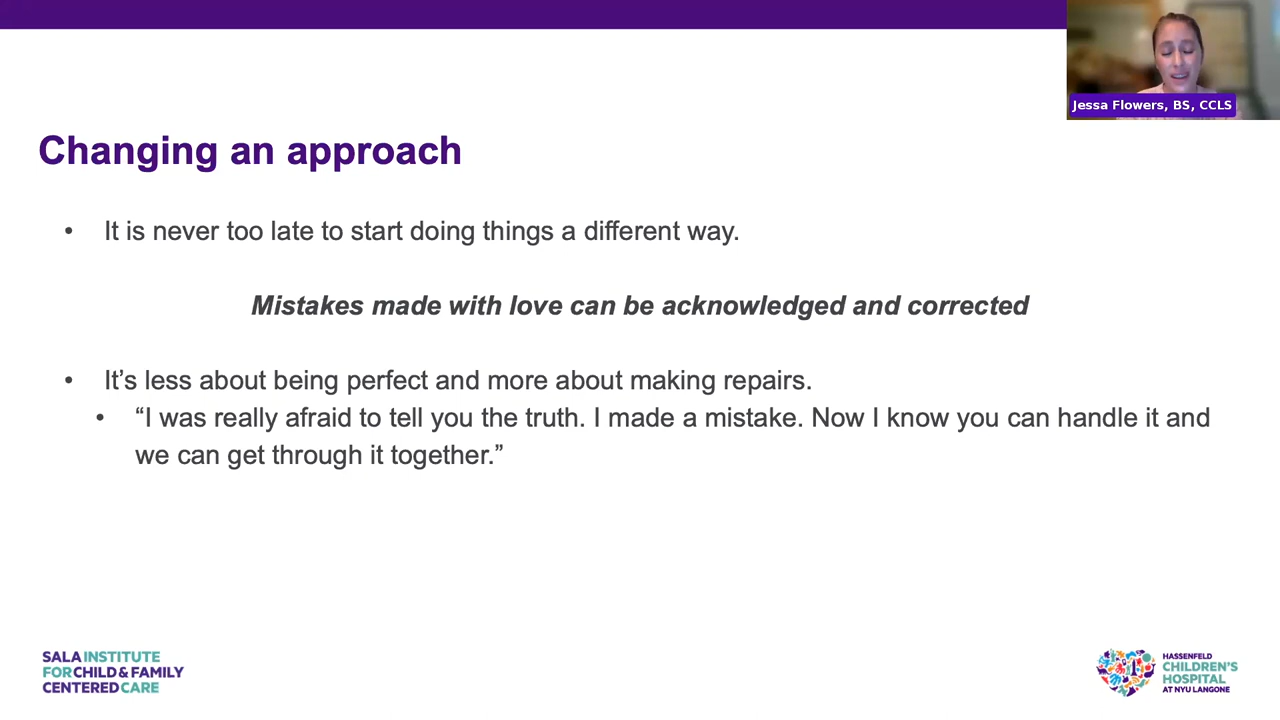 Jessa Flowers, BS, CCLS
Changing an approach
• It is never too late to start doing things a different way.
Mistakes made with love can be acknowledged and corrected
• It’s less about being perfect and more about making repairs.
• “I was really afraid to tell you the truth. I made a mistake. Now I know you can handle it and
we can get through it together.”
SALA INSTITUTE
FOR CHILD & FAMILY
CENTERED CARE
HASSENFELD
CHILDREN'S
HOSPITAL
AT NYU LANGONE